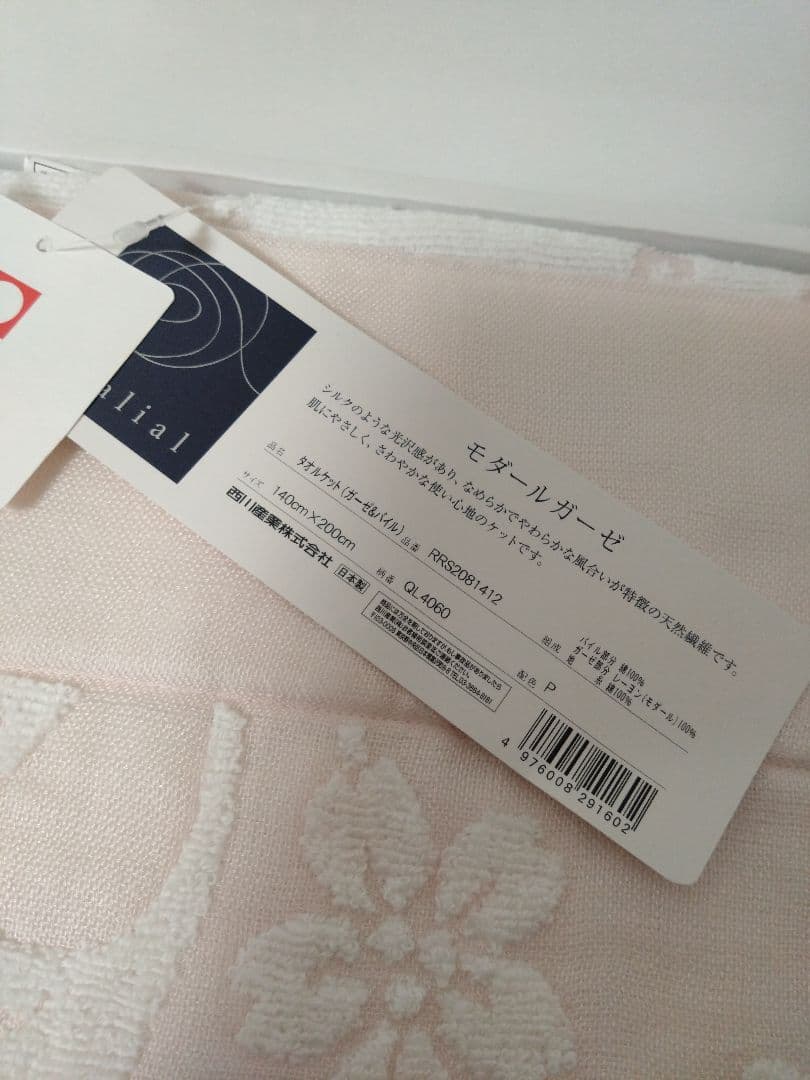 alial
モダールガーゼ
シルクのような光沢感があり、なめらかでやわらかな風合いが特徴の天然繊維です。
肌にやさしく、さわやかな使い心地のケットです。
品名 タオルケット(ガーゼ&パイル) 品番 RRS2081412 組成 パイル部分 綿100%
ガーゼ部分 レーヨン(モダール)100%
地 糸 綿100%
サイズ 140cm×200cm 柄番 QL4060 配色 P
西川産業株式会社 日本製
4 976008 291602